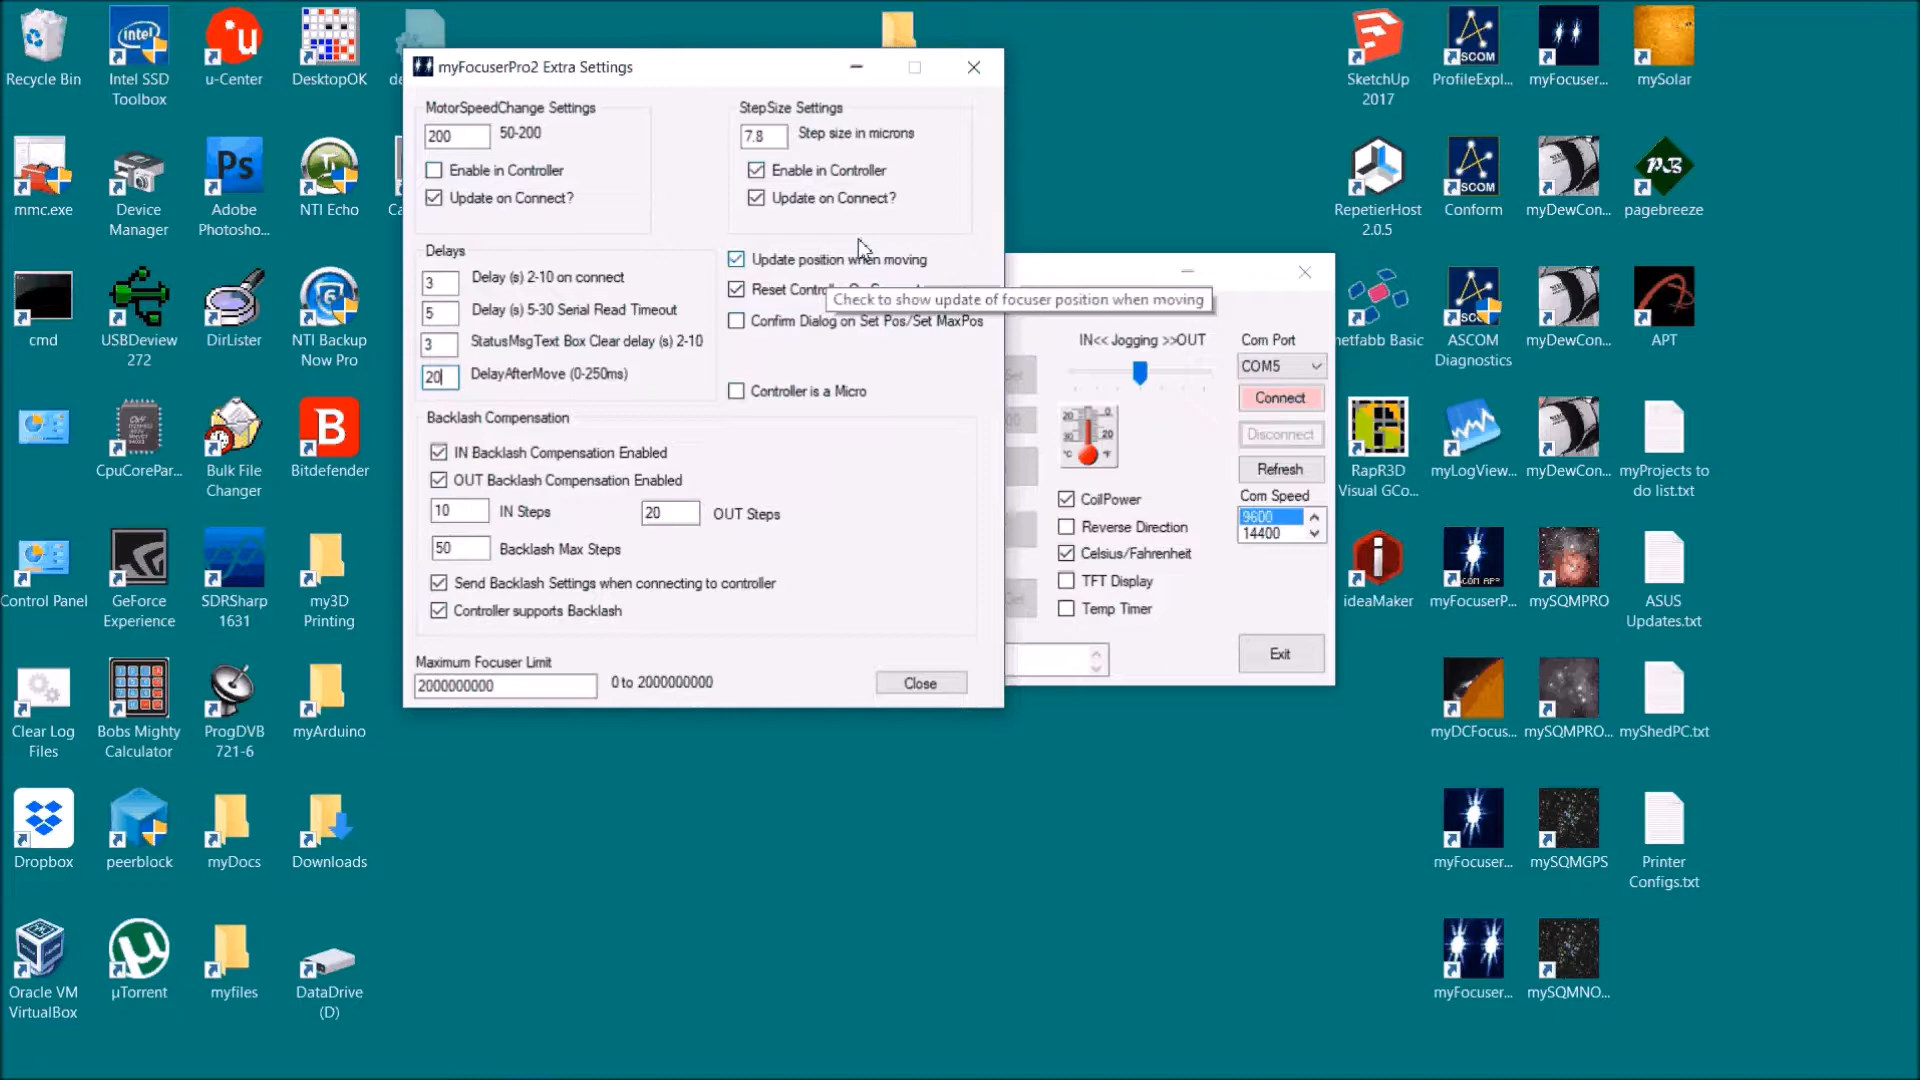 myFocuserPro2 Extra Settings
MotorSpeedChange Settings
200
50-200
Enable in Controller
Update on Connect?
StepSize Settings
7.8
Step size in microns
Enable in Controller
Update on Connect?
Delays
3
Delay (s) 2-10 on connect
5
Delay (s) 5-30 Serial Read Timeout
3
StatusMsgText Box Clear delay (s) 2-10
20
DelayAfterMove (0-250ms)
Update position when moving
Reset
Check to show update of focuser position when moving
Confirm Dialog on Set Pos/Set MaxPos
Controller is a Micro
Backlash Compensation
IN Backlash Compensation Enabled
OUT Backlash Compensation Enabled
10
IN Steps
20
OUT Steps
50
Backlash Max Steps
Send Backlash Settings when connecting to controller
Controller supports Backlash
Maximum Focuser Limit
2000000000
0 to 2000000000
Close
IN<< Jogging >>OUT
Com Port
COM5
Connect
Disconnect
Refresh
Com Speed
9600
14400
CoilPower
Reverse Direction
Celsius/Fahrenheit
TFT Display
Temp Timer
Exit
Recycle Bin
Intel SSD
Toolbox
u-Center
DesktopOK
mmc.exe
Device
Manager
Adobe
Photosho...
NTI Echo
cmd
USBDeview
272
DirLister
NTI Backup
Now Pro
CpuCorePar...
Bulk File
Changer
Bitdefender
Control Panel
GeForce
Experience
SDRSharp
1631
my3D
Printing
Clear Log
Files
Bobs Mighty
Calculator
ProgDVB
721-6
myArduino
Dropbox
peerblock
myDocs
Downloads
Oracle VM
VirtualBox
µTorrent
myfiles
DataDrive
(D)
SketchUp
2017
ProfileExpl...
myFocuser...
mySolar
RepetierHost
2.0.5
Conform
myDewCon...
pagebreeze
netfabb Basic
ASCOM
Diagnostics
myDewCon...
APT
RapR3D
Visual GCo...
myLogView...
myDewCon...
myProjects to
do list.txt
ideaMaker
myFocuserP...
mySQMPRO
ASUS
Updates.txt
myDCFocus...
mySQMPRO...
myShedPC.txt
myFocuser...
mySQMGPS
Printer
Configs.txt
myFocuser...
mySQMNO...